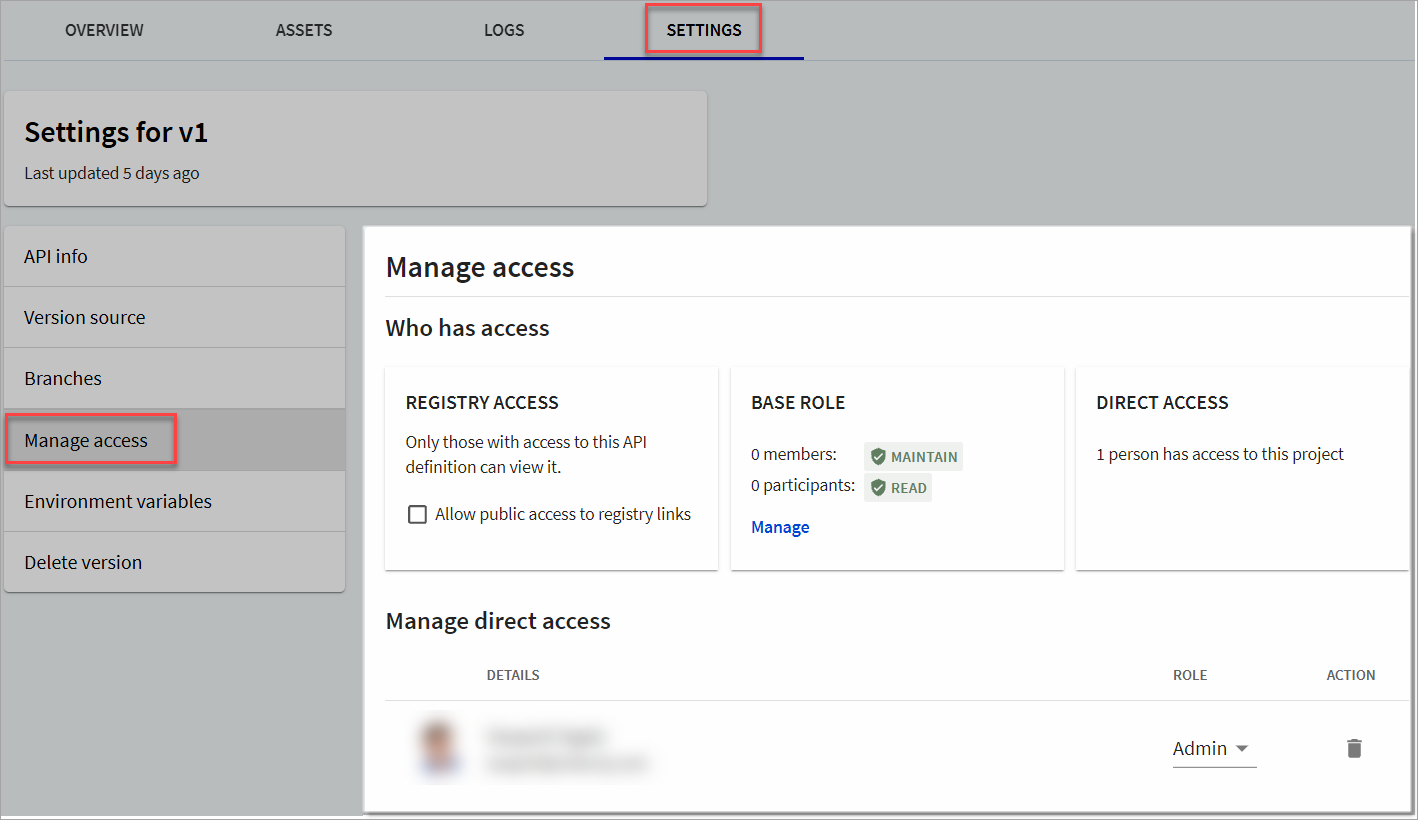 OVERVIEW ASSETS LOGS SETTINGS
Settings for v1
Last updated 5 days ago
API info
Version source
Branches
Manage access
Environment variables
Delete version
Manage access
Who has access
REGISTRY ACCESS
Only those with access to this API
definition can view it.
Allow public access to registry links
BASE ROLE
0 members: MAINTAIN
0 participants: READ
Manage
DIRECT ACCESS
1 person has access to this project
Manage direct access
DETAILS ROLE ACTION
Admin